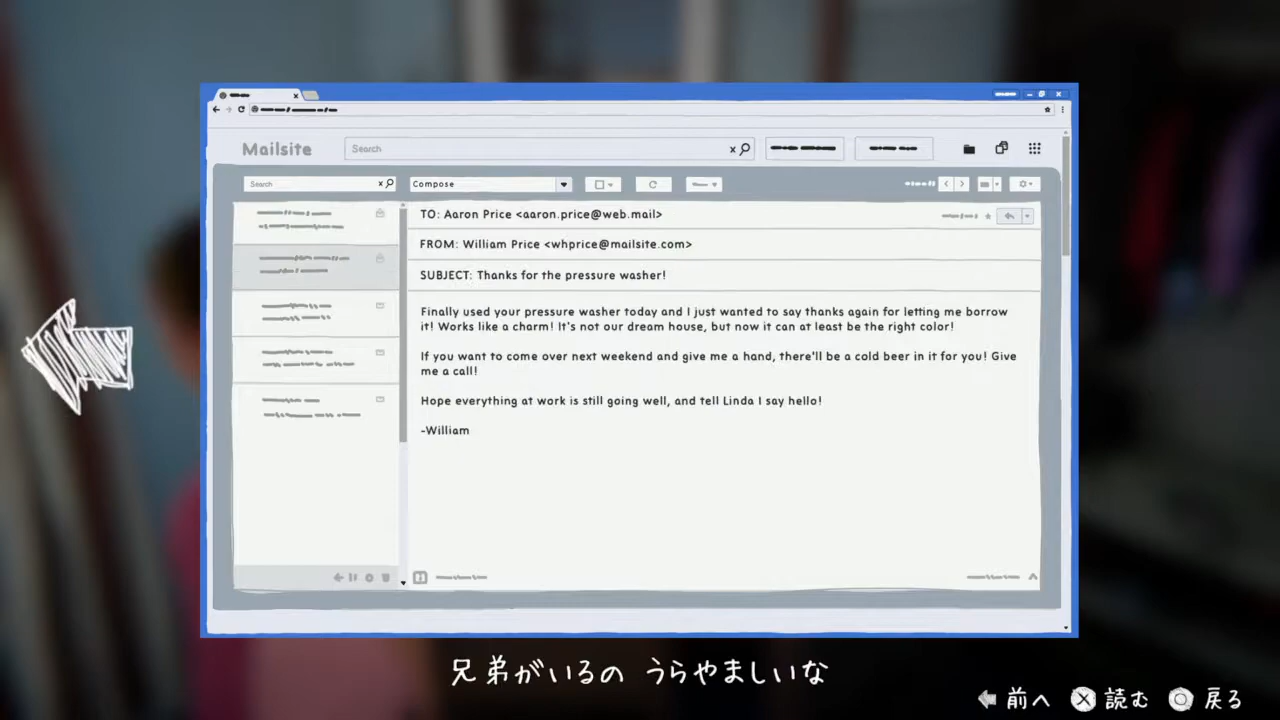 Mailsite
Search
Search
Compose
TO: Aaron Price <aaron.price@web.mail>
FROM: William Price <whprice@mailsite.com>
SUBJECT: Thanks for the pressure washer!
Finally used your pressure washer today and I just wanted to say thanks again for letting me borrow
it! Works like a charm! It's not our dream house, but now it can at least be the right color!
If you want to come over next weekend and give me a hand, there'll be a cold beer in it for you! Give
me a call!
Hope everything at work is still going well, and tell Linda I say hello!
-William
兄弟がいるの うらやましいな
前へ 読む 戻る